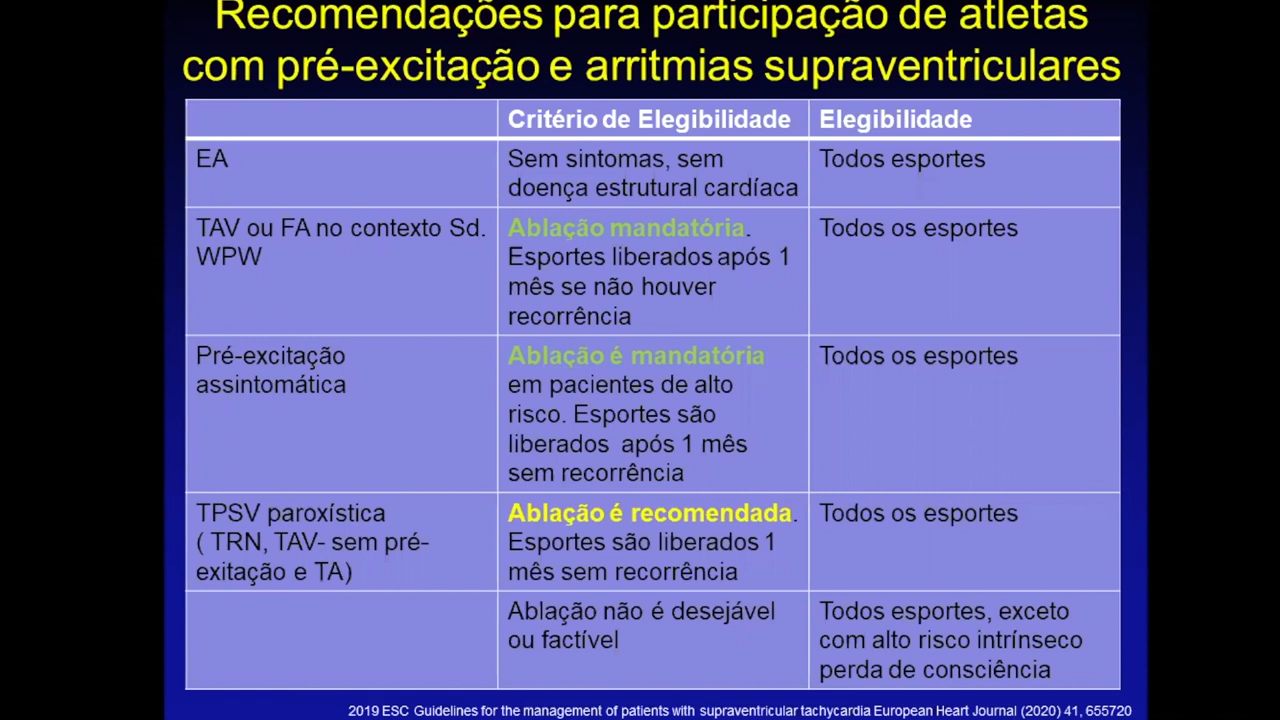 Recomendações para participação de atletas
com pré-excitação e arritmias supraventriculares
Critério de Elegibilidade
Elegibilidade
EA
Sem sintomas, sem
doença estrutural cardíaca
Todos esportes
TAV ou FA no contexto Sd.
WPW
Ablação mandatória.
Esportes liberados após 1
mês se não houver
recorrência
Todos os esportes
Pré-excitação
assintomática
Ablação é mandatória
em pacientes de alto
risco. Esportes são
liberados após 1 mês
sem recorrência
Todos os esportes
TPSV paroxística
( TRN, TAV- sem pré-
exitação e TA)
Ablação é recomendada.
Esportes são liberados 1
mês sem recorrência
Todos os esportes
Ablação não é desejável
ou factível
Todos esportes, exceto
com alto risco intrínseco
perda de consciência
2019 ESC Guidelines for the management of patients with supraventricular tachycardia European Heart Journal (2020) 41, 655720